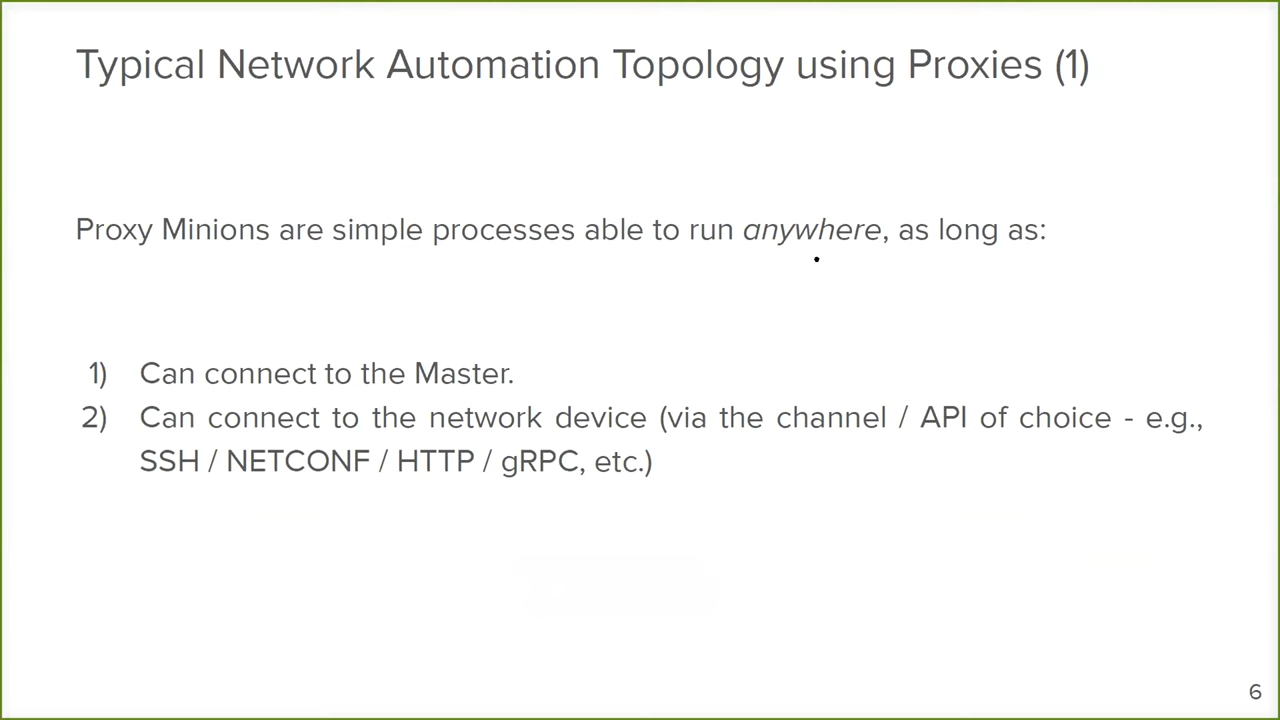 Typical Network Automation Topology using Proxies (1)
Proxy Minions are simple processes able to run anywhere, as long as:
1) Can connect to the Master.
2) Can connect to the network device (via the channel / API of choice - e.g.,
SSH / NETCONF / HTTP / gRPC, etc.)
6